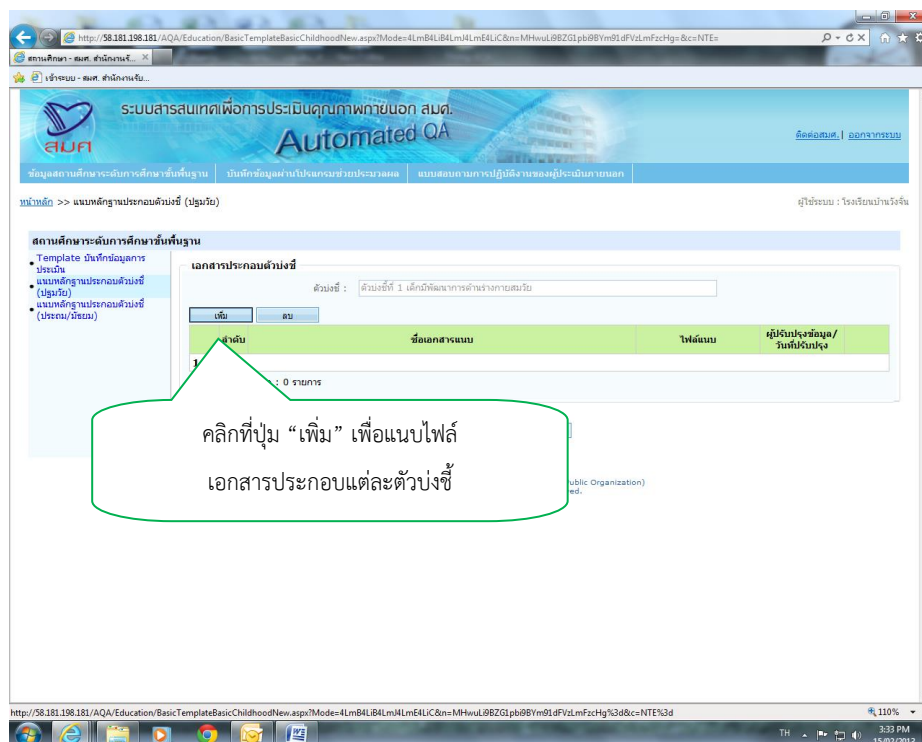 http://58.181.198.181/AQA/Education/BasicTemplateBasicChildhoodNew.aspx?Mode=4LmB4LiB4LmJ4LmE4LiC&n=MHwuLi9BZG1pbi9BYm91dFVzLmFzcHg=&c=NTE=
สถานศึกษา - สมศ. สำนักงานรั...
เข้าระบบ - สมศ. สำนักงานรับ...
ระบบสารสนเทศเพื่อการประเมินคุณภาพภายนอก สมศ.
Automated QA
สมศ
ติดต่อสมศ. | ออกจากระบบ
ข้อมูลสถานศึกษาระดับการศึกษาขั้นพื้นฐาน บันทึกข้อมูลผ่านโปรแกรมช่วยประมวลผล แบบสอบถามการปฏิบัติงานของผู้ประเมินภายนอก
หน้าหลัก >> แนบหลักฐานประกอบตัวบ่งชี้ (ปฐมวัย)
ผู้ใช้ระบบ : โรงเรียนบ้านวังจั่น
สถานศึกษาระดับการศึกษาขั้นพื้นฐาน
Template บันทึกข้อมูลการ
ประเมิน
แนบหลักฐานประกอบตัวบ่งชี้
(ปฐมวัย)
แนบหลักฐานประกอบตัวบ่งชี้
(ประถม/มัธยม)
เอกสารประกอบตัวบ่งชี้
ตัวบ่งชี้ : ตัวบ่งชี้ที่ 1 เด็กมีพัฒนาการด้านร่างกายสมวัย
เพิ่ม ลบ
ลำดับ ชื่อเอกสารแนบ ไฟล์แนบ ผู้ปรับปรุงข้อมูล/
วันที่ปรับปรุง
1
: 0 รายการ
คลิกที่ปุ่ม “เพิ่ม” เพื่อแนบไฟล์
เอกสารประกอบแต่ละตัวบ่งชี้
Organization)
http://58.181.198.181/AQA/Education/BasicTemplateBasicChildhoodNew.aspx?Mode=4LmB4LiB4LmJ4LmE4LiC&n=MHwuLi9BZG1pbi9BYm91dFVzLmFzcHg%3d&c=NTE%3d
110%
TH
3:33 PM
15/02/2013